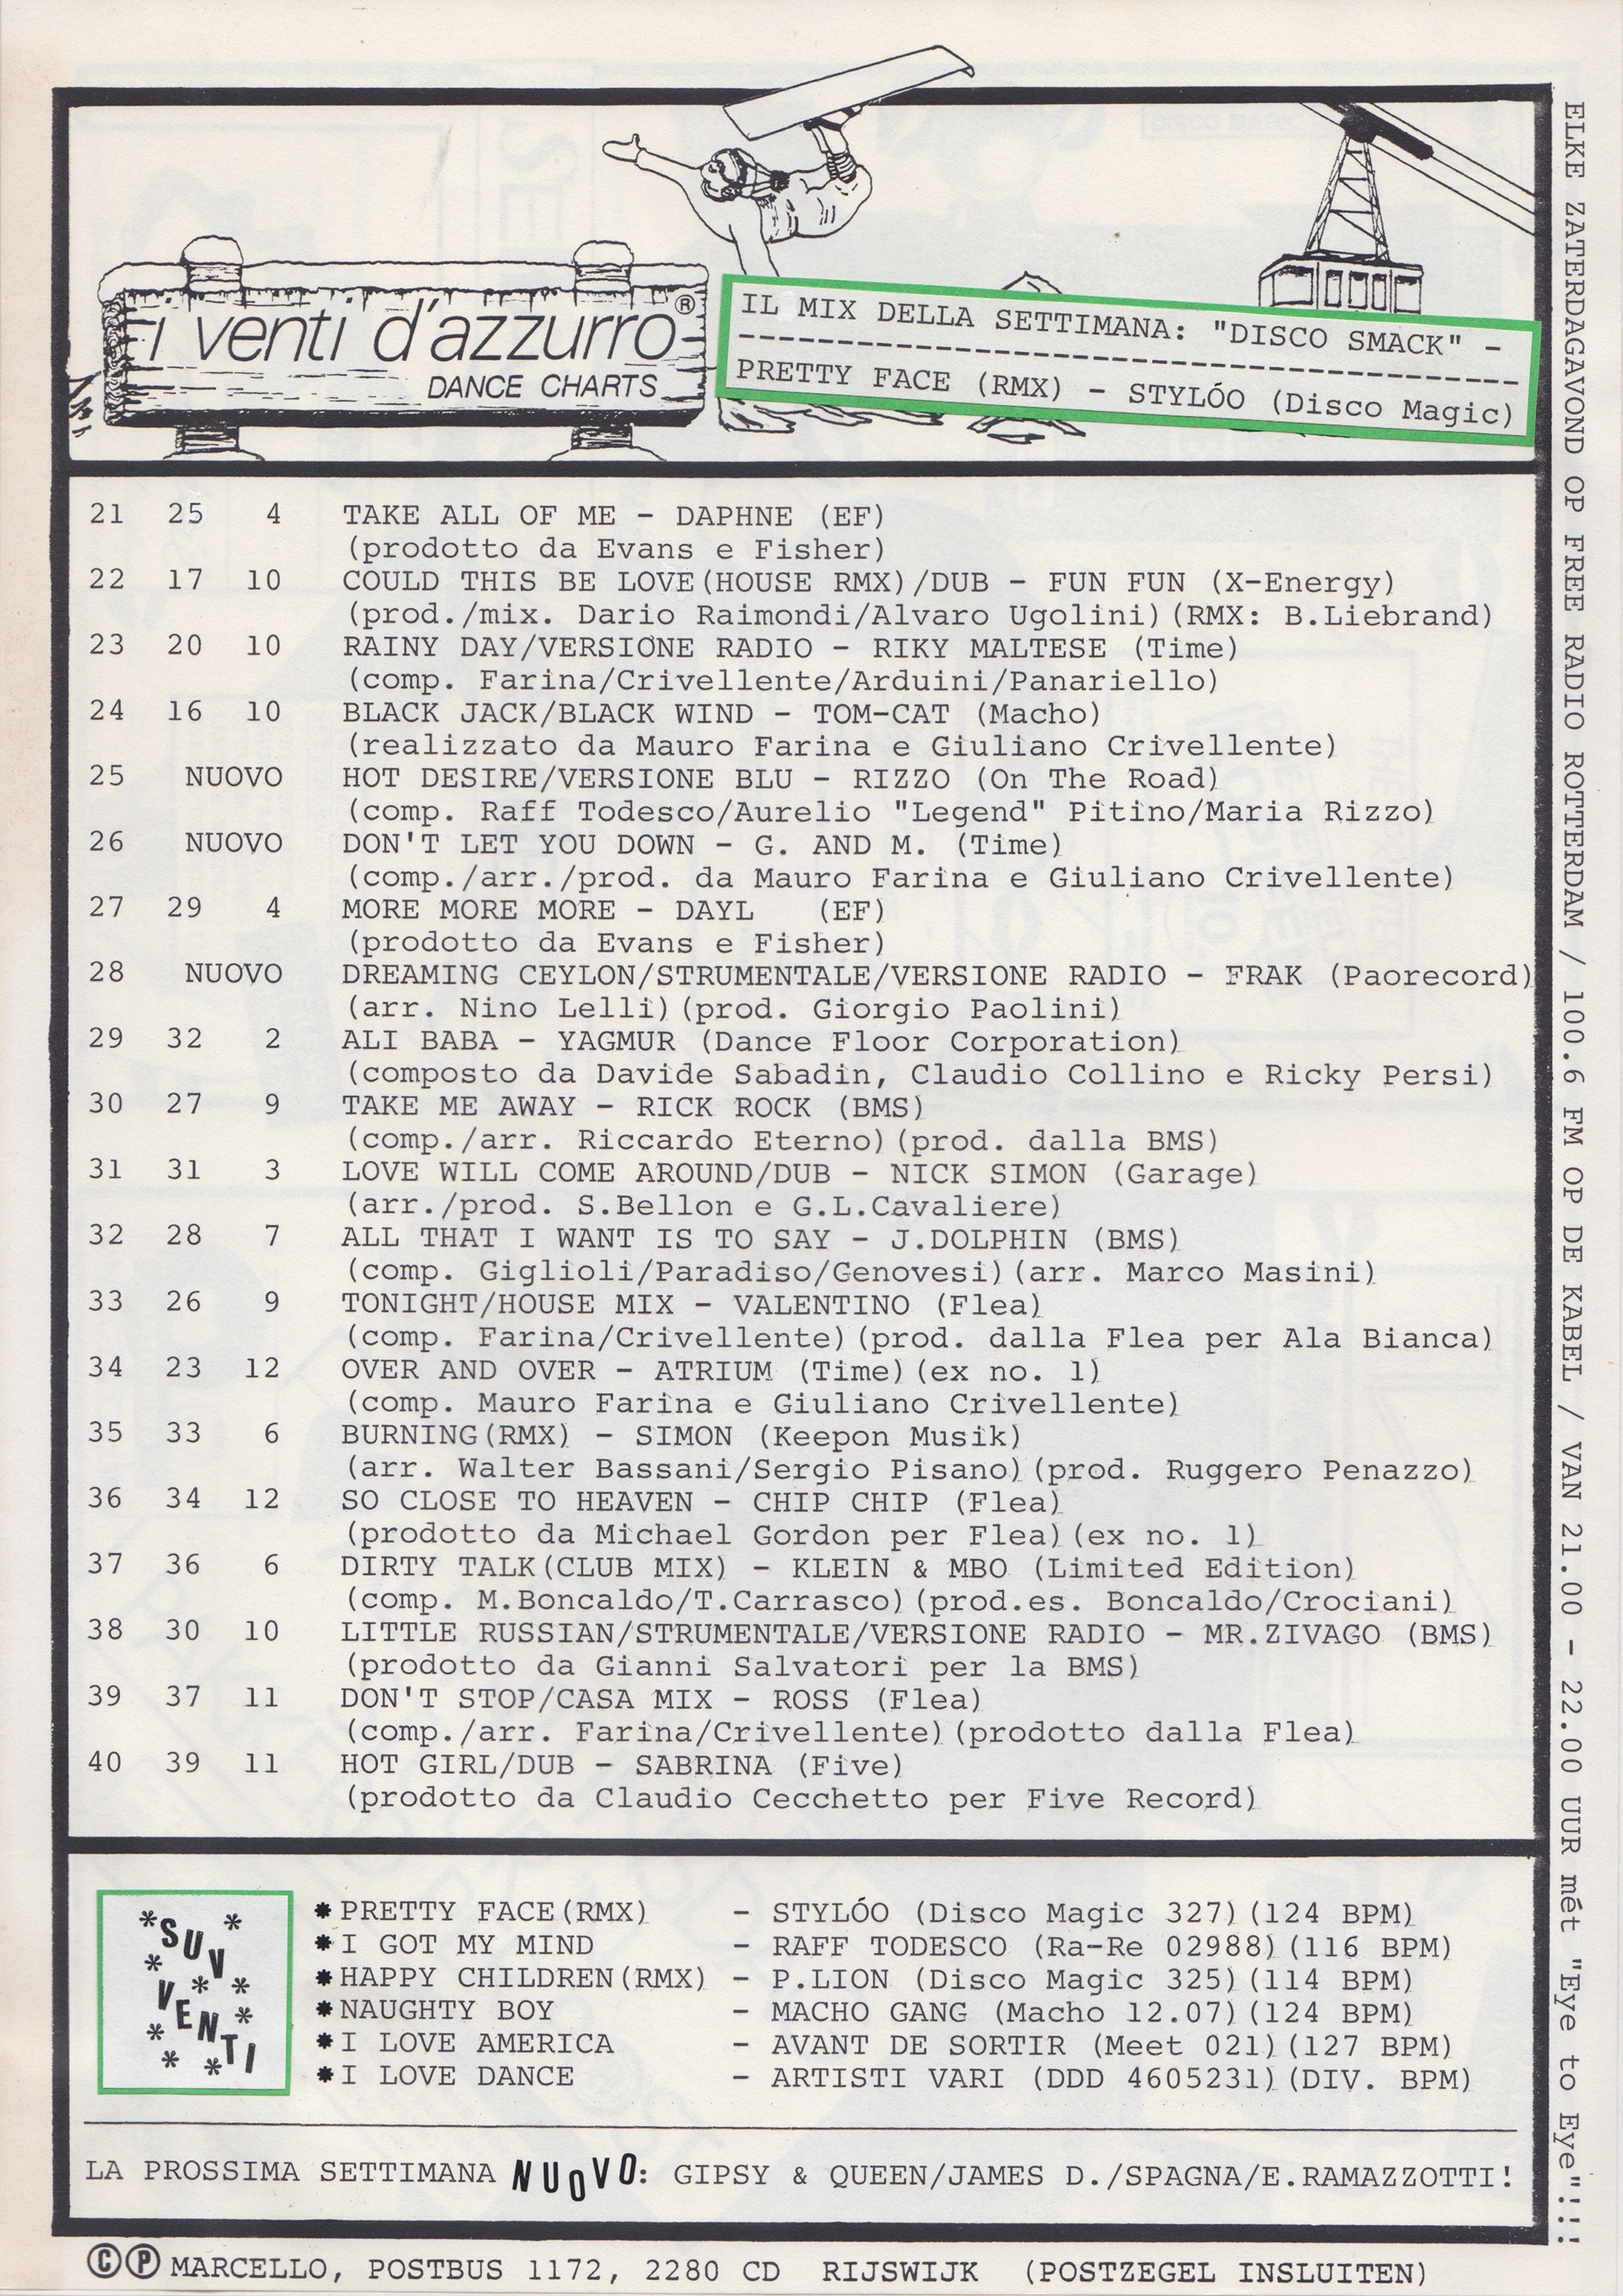 i venti d'azzurro®
DANCE CHARTS
IL MIX DELLA SETTIMANA: "DISCO SMACK" -
PRETTY FACE (RMX) - STYLÓO (Disco Magic)
21 25 4 TAKE ALL OF ME - DAPHNE (EF)
(prodotto da Evans e Fisher)
22 17 10 COULD THIS BE LOVE(HOUSE RMX)/DUB - FUN FUN (X-Energy)
(prod./mix. Dario Raimondi/Alvaro Ugolini)(RMX: B.Liebrand)
23 20 10 RAINY DAY/VERSIONE RADIO - RIKY MALTESE (Time)
(comp. Farina/Crivellente/Arduini/Panariello)
24 16 10 BLACK JACK/BLACK WIND - TOM-CAT (Macho)
(realizzato da Mauro Farina e Giuliano Crivellente)
25 NUOVO HOT DESIRE/VERSIONE BLU - RIZZO (On The Road)
(comp. Raff Todesco/Aurelio "Legend" Pitino/Maria Rizzo)
26 NUOVO DON'T LET YOU DOWN - G. AND M. (Time)
(comp./arr./prod. da Mauro Farina e Giuliano Crivellente)
27 29 4 MORE MORE MORE - DAYL (EF)
(prodotto da Evans e Fisher)
28 NUOVO DREAMING CEYLON/STRUMENTALE/VERSIONE RADIO - FRAK (Paorecord)
(arr. Nino Lelli)(prod. Giorgio Paolini)
29 32 2 ALI BABA - YAGMUR (Dance Floor Corporation)
(composto da Davide Sabadin, Claudio Collino e Ricky Persi)
30 27 9 TAKE ME AWAY - RICK ROCK (BMS)
(comp./arr. Riccardo Eterno)(prod. dalla BMS)
31 31 3 LOVE WILL COME AROUND/DUB - NICK SIMON (Garage)
(arr./prod. S.Bellon e G.L.Cavaliere)
32 28 7 ALL THAT I WANT IS TO SAY - J.DOLPHIN (BMS)
(comp. Giglioli/Paradiso/Genovesi)(arr. Marco Masini)
33 26 9 TONIGHT/HOUSE MIX - VALENTINO (Flea)
(comp. Farina/Crivellente)(prod. dalla Flea per Ala Bianca)
34 23 12 OVER AND OVER - ATRIUM (Time)(ex no. 1)
(comp. Mauro Farina e Giuliano Crivellente)
35 33 6 BURNING(RMX) - SIMON (Keepon Musik)
(arr. Walter Bassani/Sergio Pisano)(prod. Ruggero Penazzo)
36 34 12 SO CLOSE TO HEAVEN - CHIP CHIP (Flea)
(prodotto da Michael Gordon per Flea)(ex no. 1)
37 36 6 DIRTY TALK(CLUB MIX) - KLEIN & MBO (Limited Edition)
(comp. M.Boncaldo/T.Carrasco)(prod.es. Boncaldo/Crociani)
38 30 10 LITTLE RUSSIAN/STRUMENTALE/VERSIONE RADIO - MR.ZIVAGO (BMS)
(prodotto da Gianni Salvatori per la BMS)
39 37 11 DON'T STOP/CASA MIX - ROSS (Flea)
(comp./arr. Farina/Crivellente)(prodotto dalla Flea)
40 39 11 HOT GIRL/DUB - SABRINA (Five)
(prodotto da Claudio Cecchetto per Five Record)
*SUV*
*VENTI*
*PRETTY FACE(RMX) - STYLÓO (Disco Magic 327)(124 BPM)
*I GOT MY MIND - RAFF TODESCO (Ra-Re 02988)(116 BPM)
*HAPPY CHILDREN(RMX) - P.LION (Disco Magic 325)(114 BPM)
*NAUGHTY BOY - MACHO GANG (Macho 12.07)(124 BPM)
*I LOVE AMERICA - AVANT DE SORTIR (Meet 021)(127 BPM)
*I LOVE DANCE - ARTISTI VARI (DDD 4605231)(DIV. BPM)
LA PROSSIMA SETTIMANA NUOVO: GIPSY & QUEEN/JAMES D./SPAGNA/E.RAMAZZOTTI!
©Ⓟ MARCELLO, POSTBUS 1172, 2280 CD RIJSWIJK (POSTZEGEL INSLUITEN)
ELKE ZATERDAGAVOND OP FREE RADIO ROTTERDAM / 100.6 FM OP DE KABEL / VAN 21.00 - 22.00 UUR mét "Eye to Eye"!!!